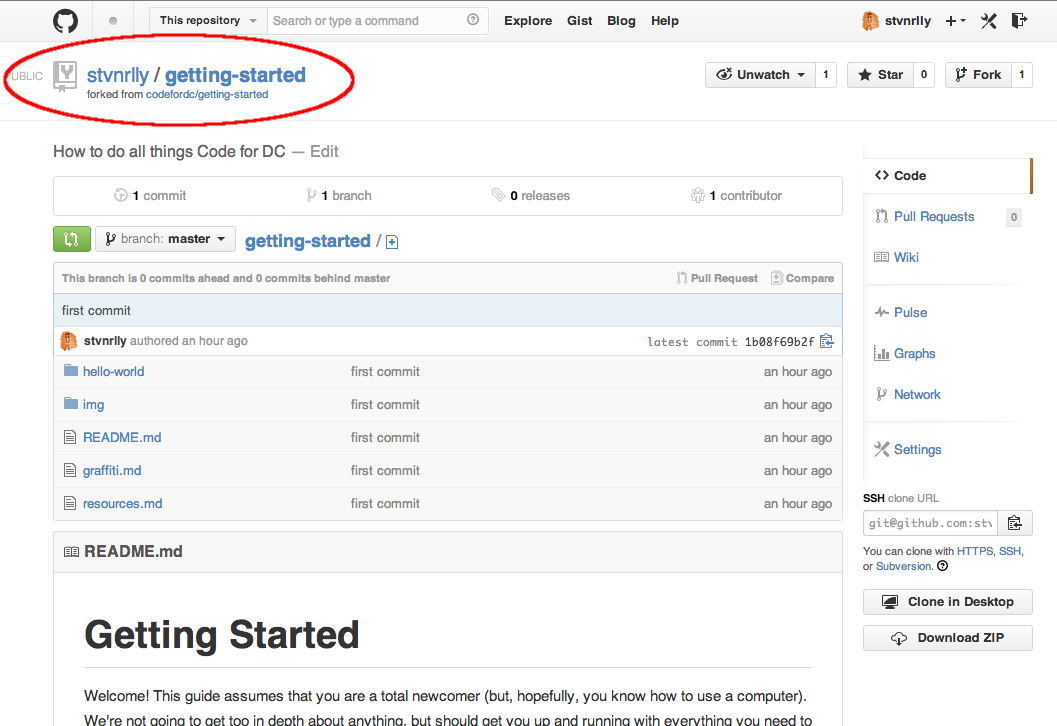 This repository Search or type a command Explore Gist Blog Help stvnrlly
UBLIC stvnrlly / getting-started Unwatch 1 Star 0 Fork 1
forked from codefordc/getting-started
How to do all things Code for DC — Edit
1 commit 1 branch 0 releases 1 contributor
branch: master getting-started /
This branch is 0 commits ahead and 0 commits behind master Pull Request Compare
first commit
stvnrlly authored an hour ago latest commit 1b08f69b2f
hello-world first commit an hour ago
img first commit an hour ago
README.md first commit an hour ago
graffiti.md first commit an hour ago
resources.md first commit an hour ago
README.md
Getting Started
Welcome! This guide assumes that you are a total newcomer (but, hopefully, you know how to use a computer).
We're not going to get too in depth about anything, but should get you up and running with everything you need to
Code
Pull Requests 0
Wiki
Pulse
Graphs
Network
Settings
SSH clone URL
git@github.com:stv
You can clone with HTTPS, SSH,
or Subversion.
Clone in Desktop
Download ZIP